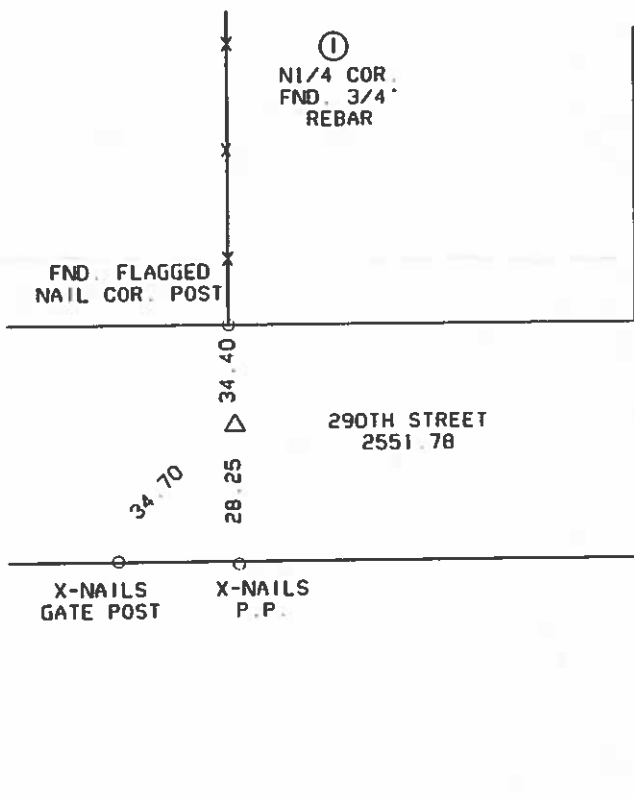 1
N1/4 COR.
FND. 3/4"
REBAR
FND. FLAGGED
NAIL COR. POST
34.40
290TH STREET
2551.78
34.70
28.25
X-NAILS
GATE POST
X-NAILS
P.P.